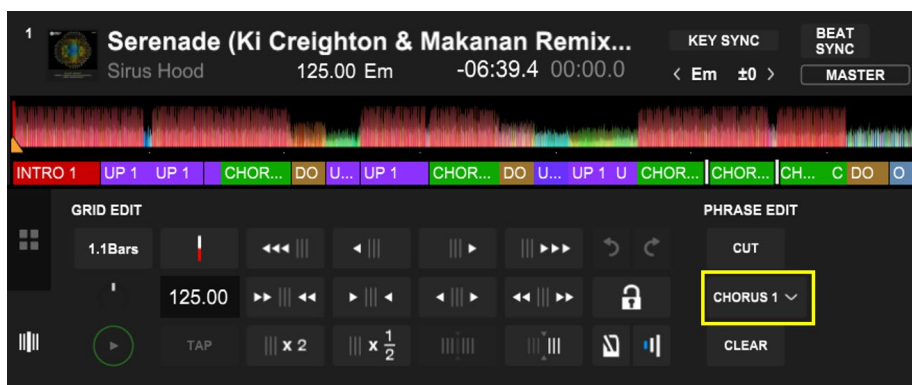 1
Serenade (Ki Creighton & Makanan Remix...
KEY SYNC
BEAT SYNC
Sirus Hood
125.00 Em
-06:39.4 00:00.0
< Em ±0 >
MASTER
INTRO 1 UP 1 UP 1 CHOR... DO U... UP 1 CHOR... DO U... UP 1 U CHOR... CHOR... CH... C DO O
GRID EDIT
PHRASE EDIT
1.1Bars
CUT
125.00
CHORUS 1
TAP
x 2
x 1/2
CLEAR